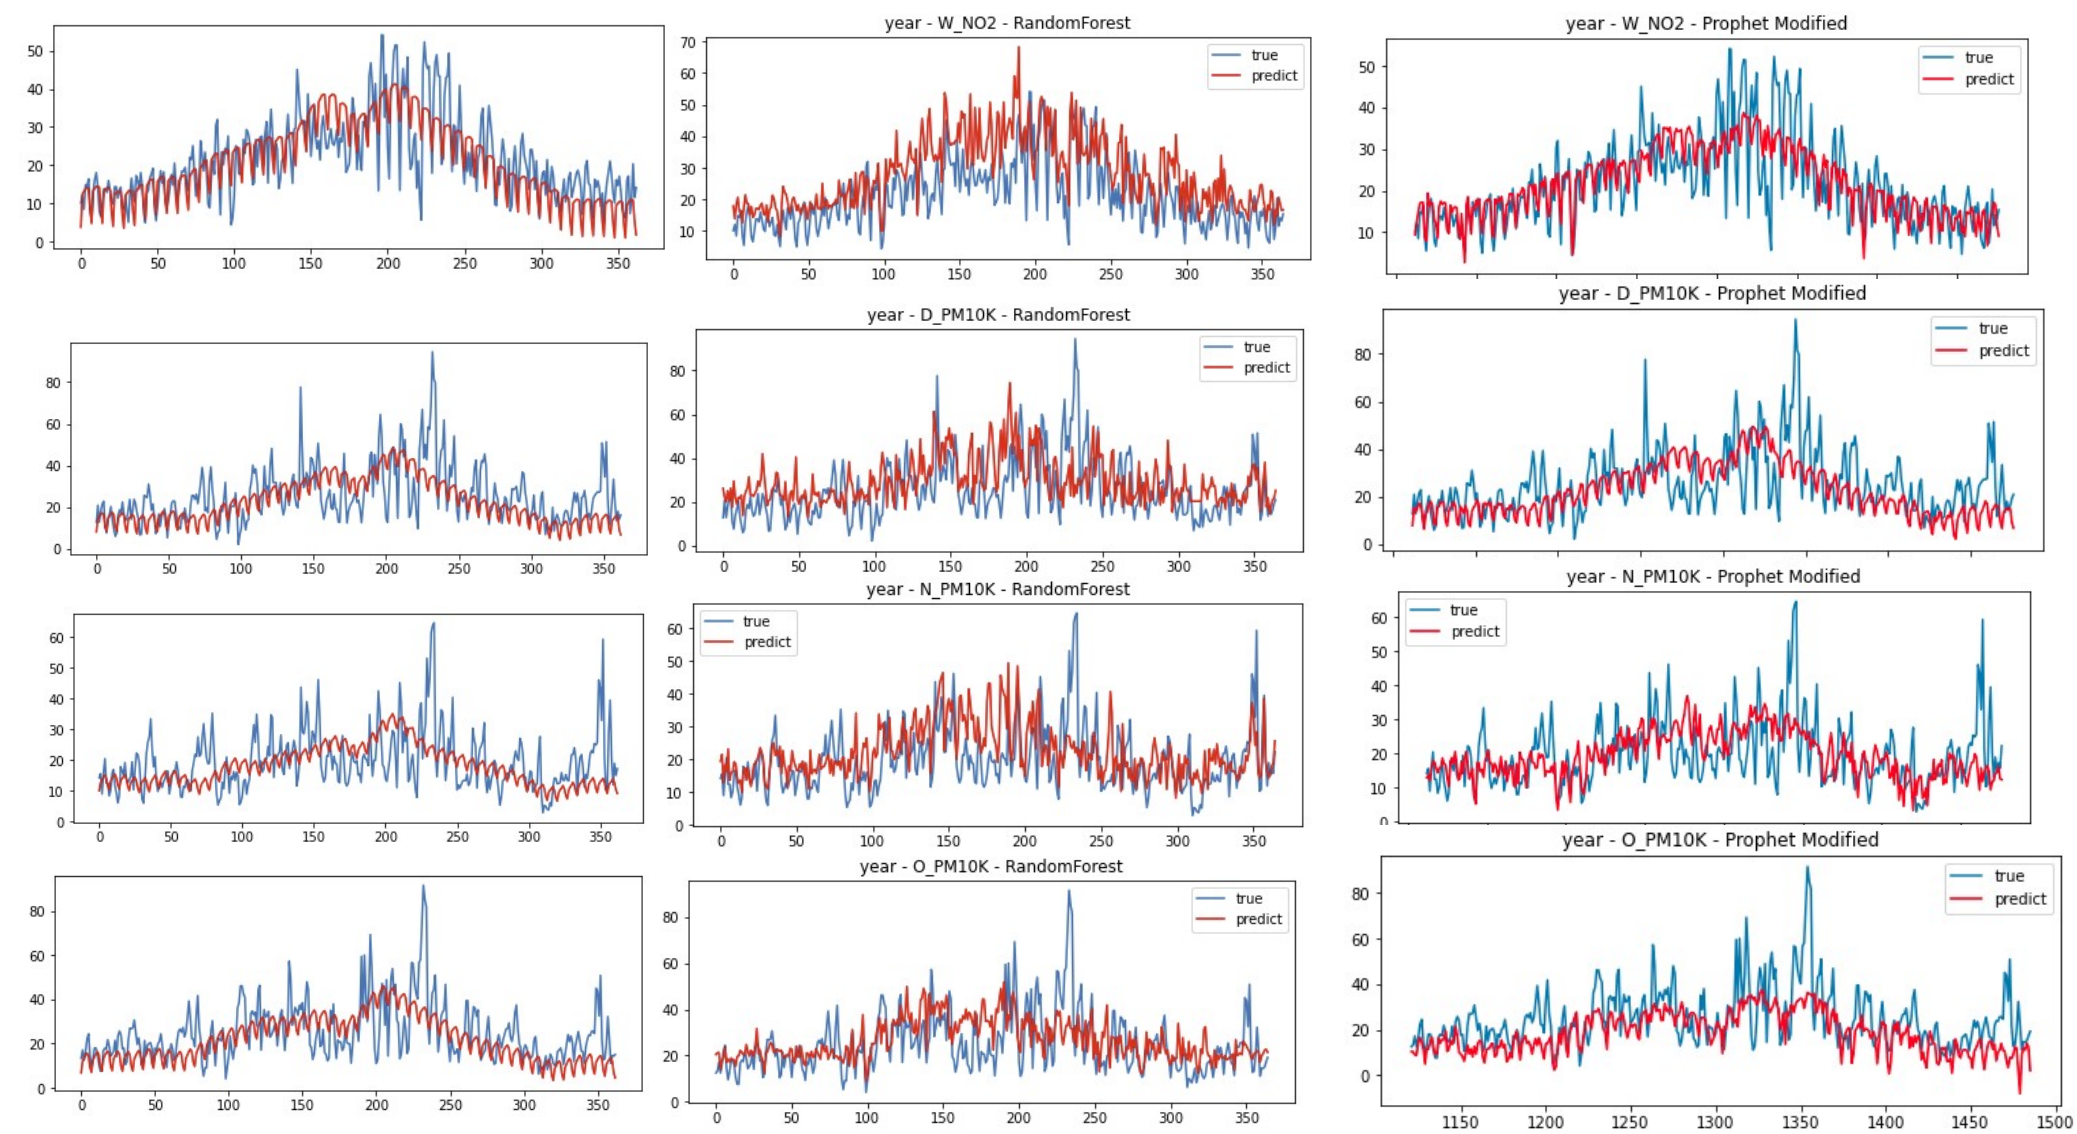 year - W_NO2 - RandomForest
year - W_NO2 - Prophet Modified
50
40
30
20
10
0
0 50 100 150 200 250 300 350
70
60
50
40
30
20
10
true
predict
0 50 100 150 200 250 300 350
50
40
30
20
10
true
predict
year - D_PM10K - RandomForest
year - D_PM10K - Prophet Modified
80
60
40
20
0
0 50 100 150 200 250 300 350
80
60
40
20
0
true
predict
0 50 100 150 200 250 300 350
80
60
40
20
0
true
predict
year - N_PM10K - RandomForest
year - N_PM10K - Prophet Modified
60
50
40
30
20
10
0
0 50 100 150 200 250 300 350
true
predict
60
50
40
30
20
10
0
0 50 100 150 200 250 300 350
true
predict
60
50
40
30
20
10
0
year - O_PM10K - RandomForest
year - O_PM10K - Prophet Modified
80
60
40
20
0
0 50 100 150 200 250 300 350
80
60
40
20
0
true
predict
0 50 100 150 200 250 300 350
80
60
40
20
0
true
predict
1150 1200 1250 1300 1350 1400 1450 1500